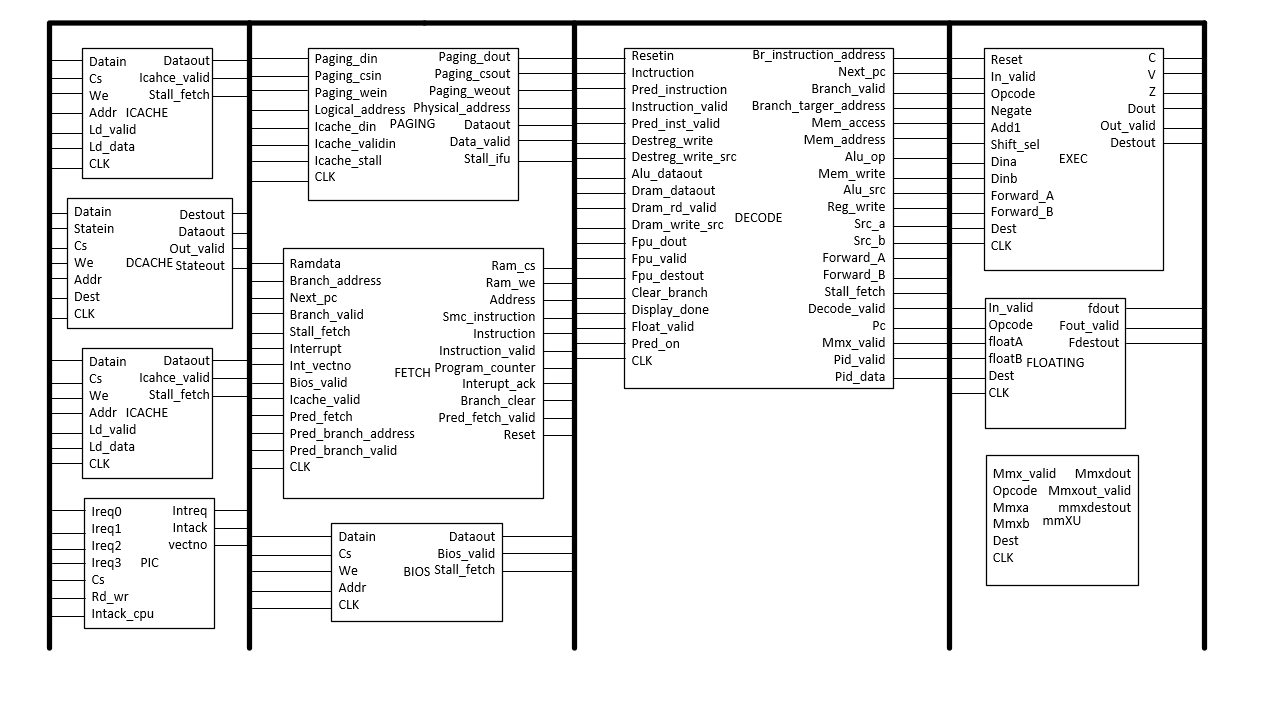 Datain Dataout
Cs Icahce_valid
We Stall_fetch
Addr ICACHE
Ld_valid
Ld_data
CLK
Datain Destout
Statein Dataout
Cs Out_valid
We DCACHE Stateout
Addr
Dest
CLK
Datain Dataout
Cs Icahce_valid
We Stall_fetch
Addr ICACHE
Ld_valid
Ld_data
CLK
Ireq0 Intreq
Ireq1 Intack
Ireq2 vectno
Ireq3 PIC
Cs
Rd_wr
Intack_cpu
Paging_din Paging_dout
Paging_csin Paging_csout
Paging_wein Paging_weout
Logical_address Physical_address
Icache_din PAGING Dataout
Icache_validin Data_valid
Icache_stall Stall_ifu
CLK
Ramdata Ram_cs
Branch_address Ram_we
Next_pc Address
Branch_valid Smc_instruction
Stall_fetch Instruction
Interrupt Instruction_valid
Int_vectno FETCH Program_counter
Bios_valid Interupt_ack
Icache_valid Branch_clear
Pred_fetch Pred_fetch_valid
Pred_branch_address Reset
Pred_branch_valid
CLK
Datain Dataout
Cs Bios_valid
We BIOS Stall_fetch
Addr
CLK
Resetin Br_instruction_address
Inctruction Next_pc
Pred_instruction Branch_valid
Instruction_valid Branch_targer_address
Pred_inst_valid Mem_access
Destreg_write Mem_address
Destreg_write_src Alu_op
Alu_dataout Mem_write
Dram_dataout Alu_src
Dram_rd_valid Reg_write
Dram_write_src DECODE Src_a
Fpu_dout Src_b
Fpu_valid Forward_A
Fpu_destout Forward_B
Clear_branch Stall_fetch
Display_done Decode_valid
Float_valid Pc
Pred_on Mmx_valid
CLK Pid_valid
Pid_data
Reset C
In_valid V
Opcode Z
Negate Dout
Add1 Out_valid
Shift_sel Destout
Dina EXEC
Dinb
Forward_A
Forward_B
Dest
CLK
In_valid fdout
Opcode Fout_valid
floatA Fdestout
floatB FLOATING
Dest
CLK
Mmx_valid Mmxdout
Opcode Mmxout_valid
Mmxa mmxdestout
Mmxb mmXU
Dest
CLK